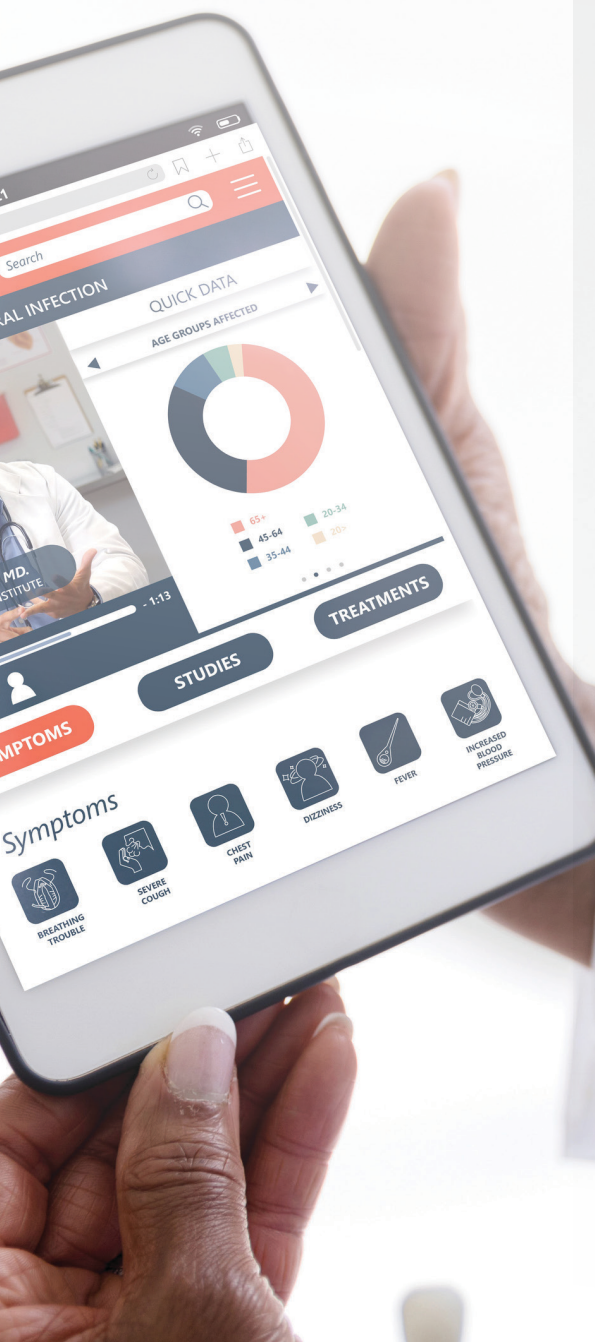 Search
AL INFECTION
QUICK DATA
AGE GROUPS AFFECTED
65+
45-64
35-44
20-34
20>
MD.
STITUTE
- 1:13
MPTOMS
STUDIES
TREATMENTS
Symptoms
BREATHING
TROUBLE
SEVERE
COUGH
CHEST
PAIN
DIZZINESS
FEVER
INCREASED
BLOOD
PRESSURE